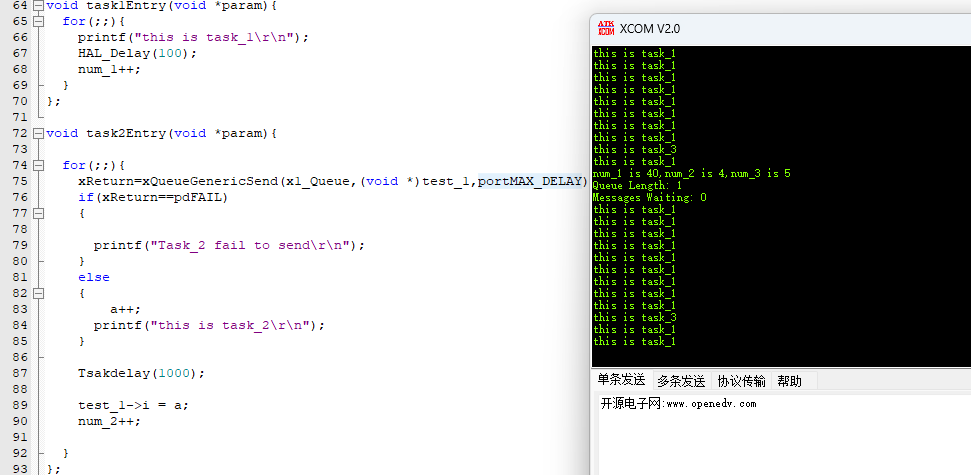 64 void task1Entry(void *param){
65 for(;;){
66 printf("this is task_1\r\n");
67 HAL_Delay(100);
68 num_1++;
69 }
70 };
71
72 void task2Entry(void *param){
73
74 for(;;){
75 xReturn=xQueueGenericSend(x1_Queue,(void *)test_1,portMAX_DELAY)
76 if(xReturn==pdFAIL)
77 {
78
79 printf("Task_2 fail to send\r\n");
80 }
81 else
82 {
83 a++;
84 printf("this is task_2\r\n");
85 }
86
87 Tsakdelay(1000);
88
89 test_1->i = a;
90 num_2++;
91
92 }
93 };
ATK XCOM XCOM V2.0
this is task_1
this is task_1
this is task_1
this is task_1
this is task_1
this is task_1
this is task_1
this is task_1
this is task_3
this is task_1
num_1 is 40,num_2 is 4,num_3 is 5
Queue Length: 1
Messages Waiting: 0
this is task_1
this is task_1
this is task_1
this is task_1
this is task_1
this is task_1
this is task_1
this is task_1
this is task_1
this is task_3
this is task_1
this is task_1
单条发送 多条发送 协议传输 帮助
开源电子网:www.openedv.com